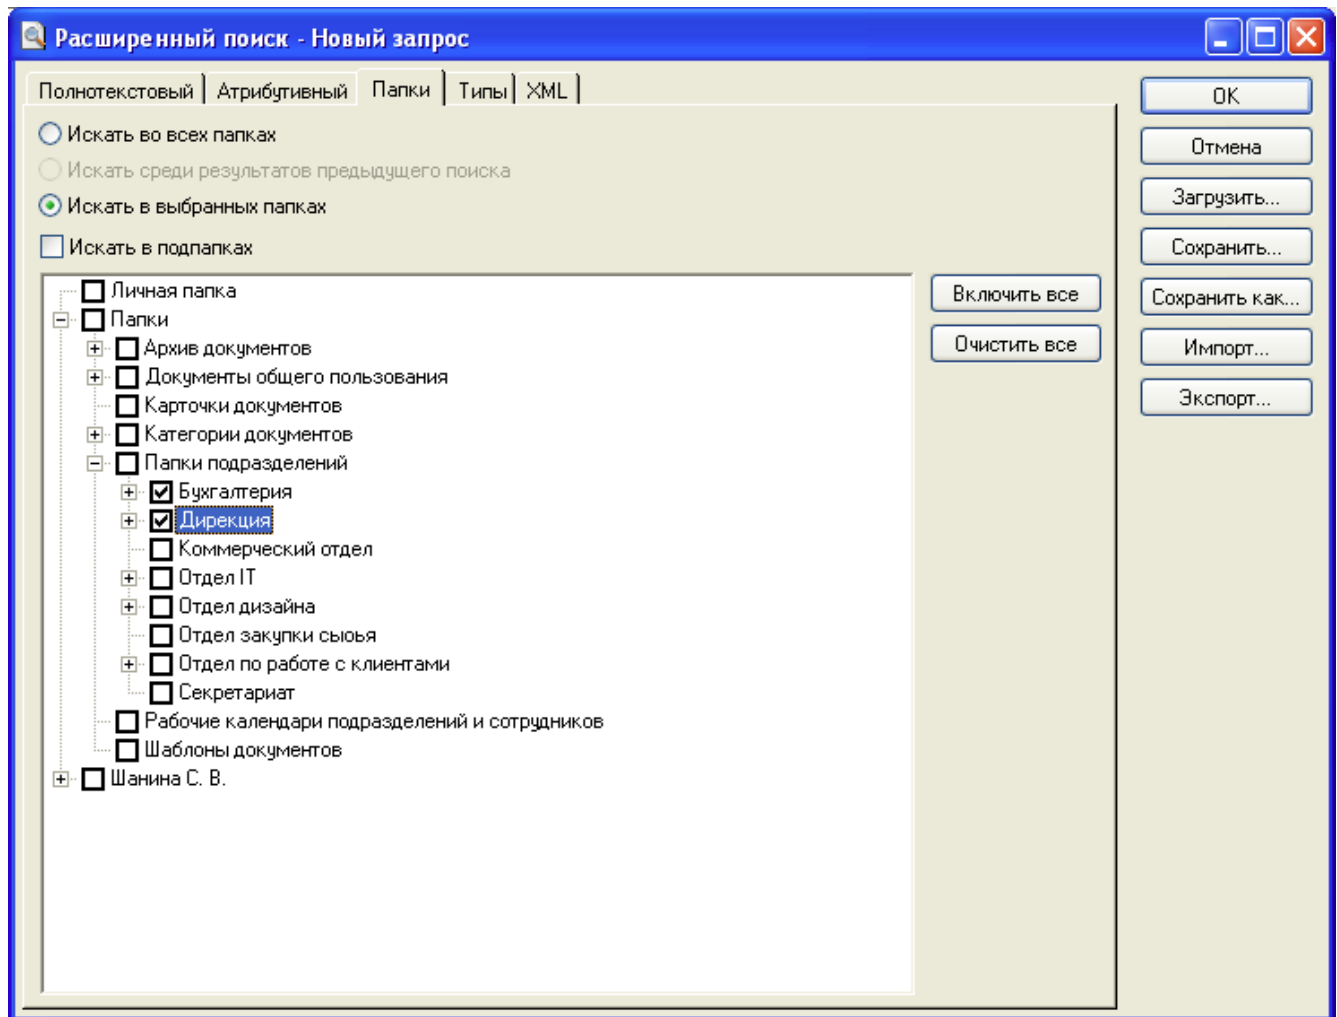 Расширенный поиск - Новый запрос
Полнотекстовый Атрибутивный Папки Типы XML
Искать во всех папках
Искать среди результатов предыдущего поиска
Искать в выбранных папках
Искать в подпапках
Личная папка
Папки
Архив документов
Документы общего пользования
Карточки документов
Категории документов
Папки подразделений
Бухгалтерия
Дирекция
Коммерческий отдел
Отдел IT
Отдел дизайна
Отдел закупки сыоья
Отдел по работе с клиентами
Секретариат
Рабочие календари подразделений и сотрудников
Шаблоны документов
Шанина С. В.
Включить все
Очистить все
OK
Отмена
Загрузить...
Сохранить...
Сохранить как...
Импорт...
Экспорт...